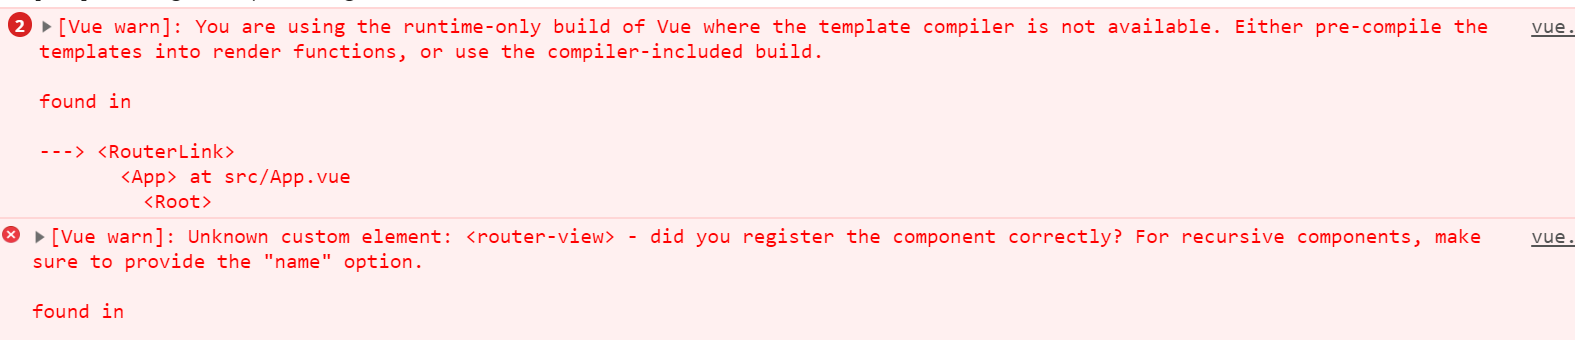 2 [Vue warn]: You are using the runtime-only build of Vue where the template compiler is not available. Either pre-compile the vue.
templates into render functions, or use the compiler-included build.
found in
---> <RouterLink>
<App> at src/App.vue
<Root>
[Vue warn]: Unknown custom element: <router-view> - did you register the component correctly? For recursive components, make vue.
sure to provide the "name" option.
found in